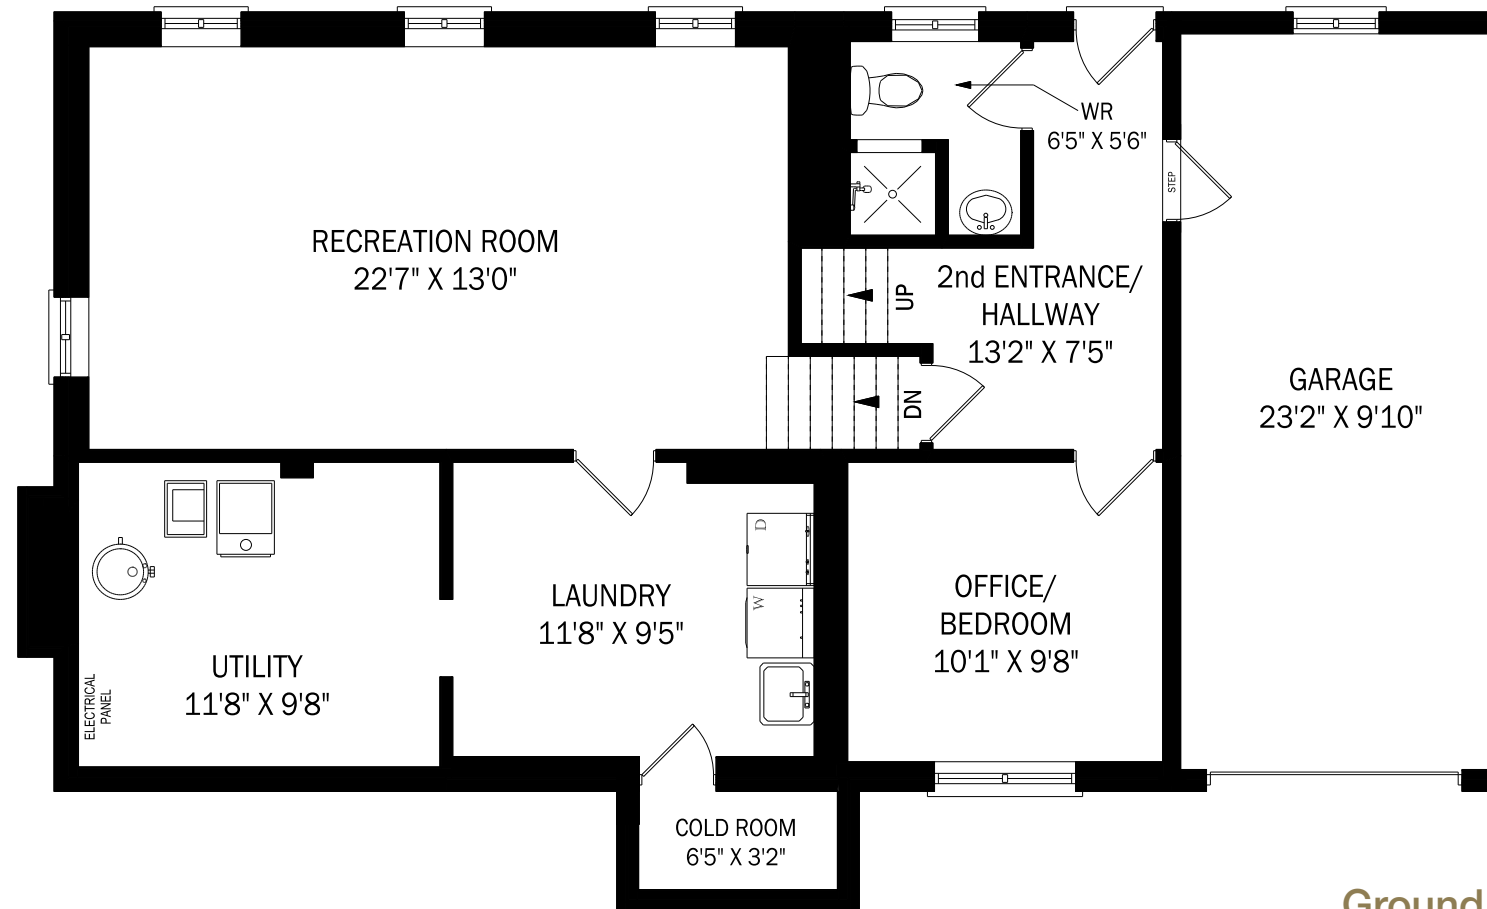 WR
6'5" X 5'6"
STEP
RECREATION ROOM
22'7" X 13'0"
UP
2nd ENTRANCE/
HALLWAY
13'2" X 7'5"
DN
GARAGE
23'2" X 9'10"
D
W
LAUNDRY
11'8" X 9'5"
OFFICE/
BEDROOM
10'1" X 9'8"
UTILITY
11'8" X 9'8"
ELECTRICAL
PANEL
COLD ROOM
6'5" X 3'2"
Ground